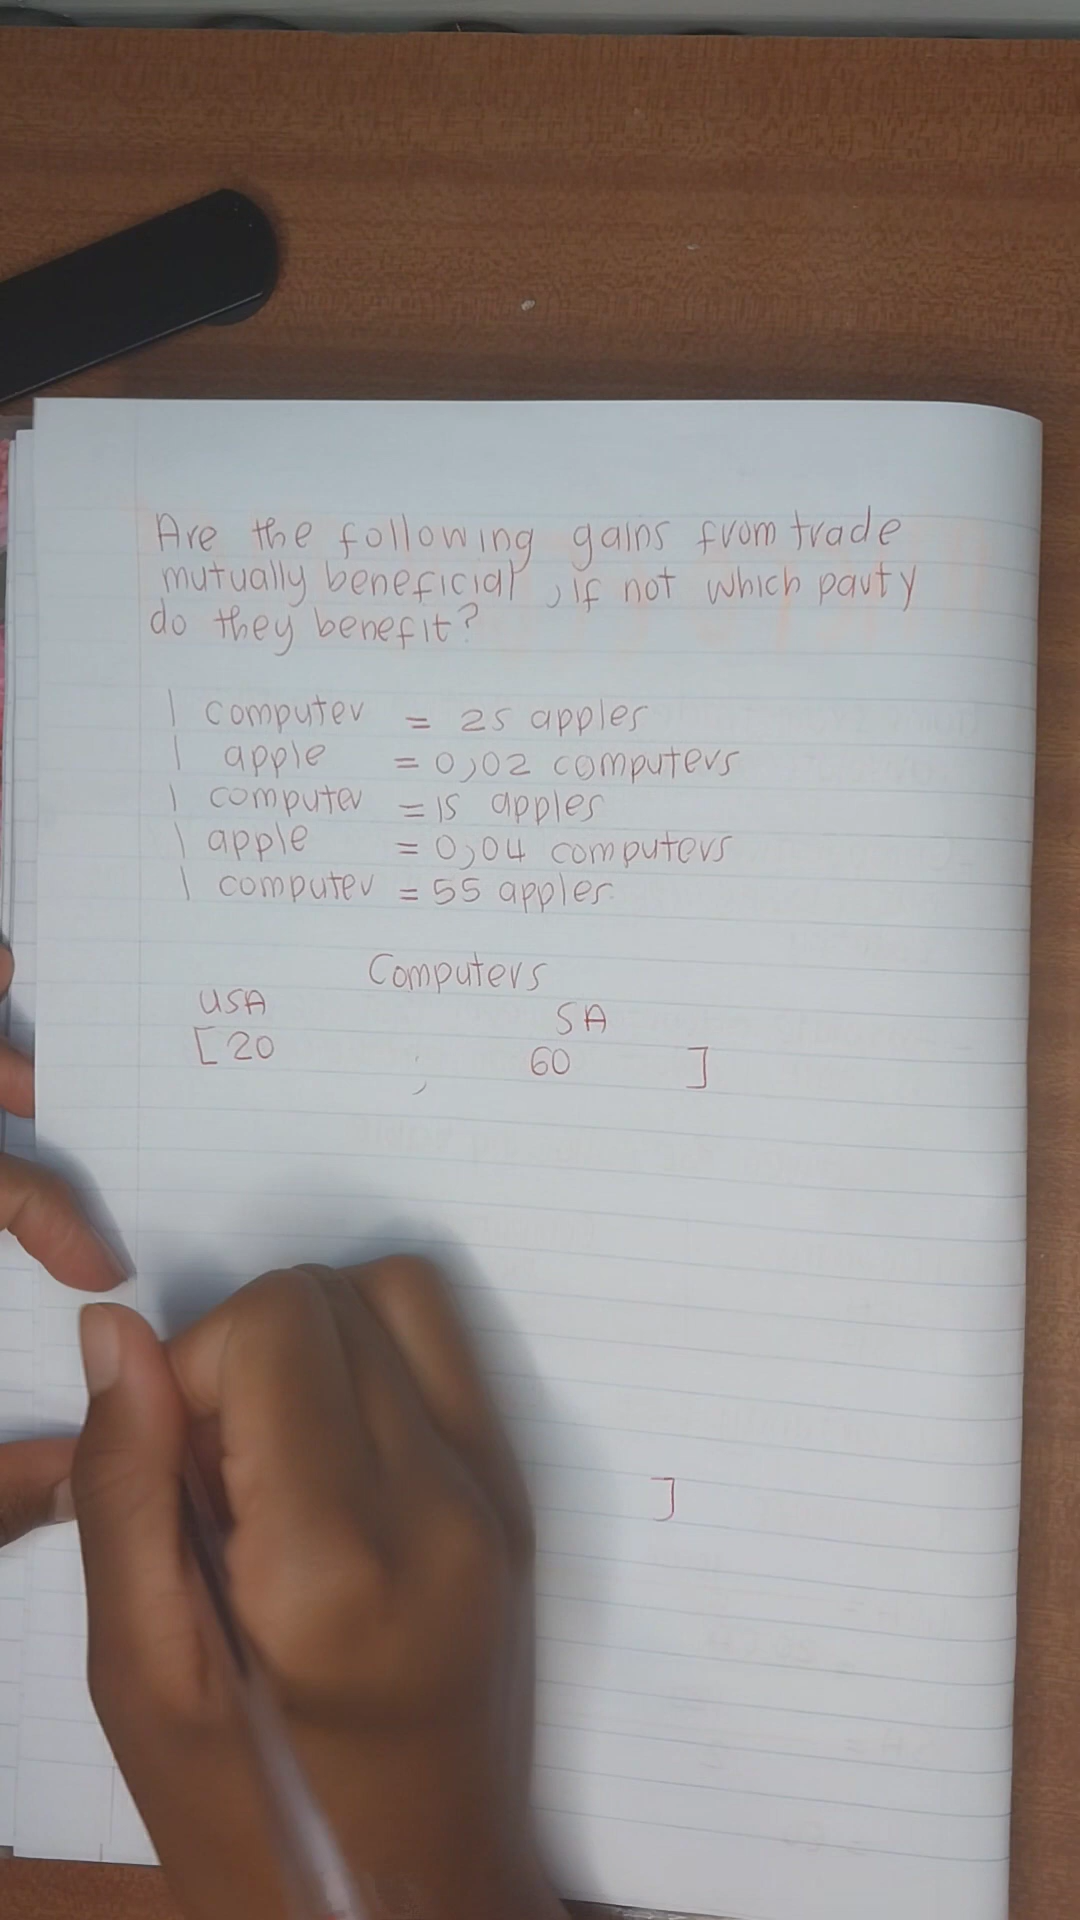 Are the following gains from trade
mutually beneficial, if not which party
do they benefit?
1 computer = 25 apples
1 apple = 0,02 computers
1 computer = 15 apples
1 apple = 0,04 computers
1 computer = 55 apples.
Computers
USA SA
[20 ; 60 ]
]